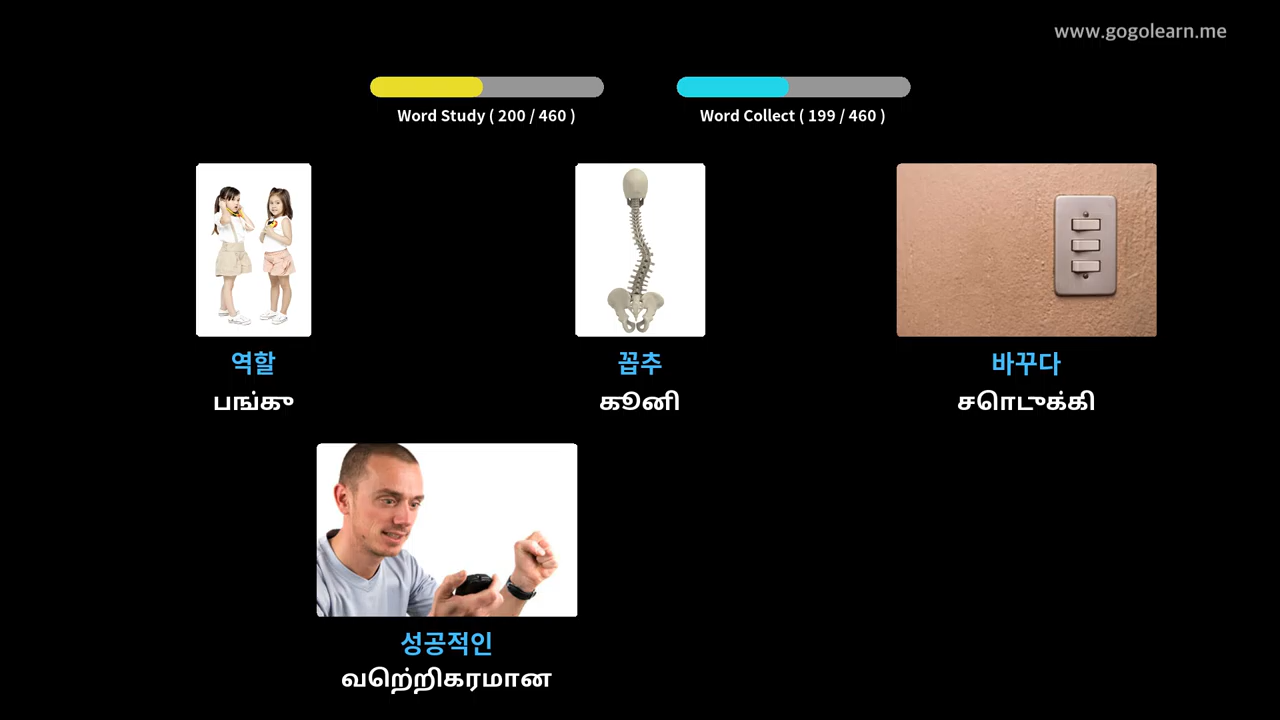 www.gogolearn.me
Word Study ( 200 / 460 )
Word Collect ( 199 / 460 )
역할
பங்கு
꼽추
கூனி
바꾸다
சொடுக்கி
성공적인
வெற்றிகரமான